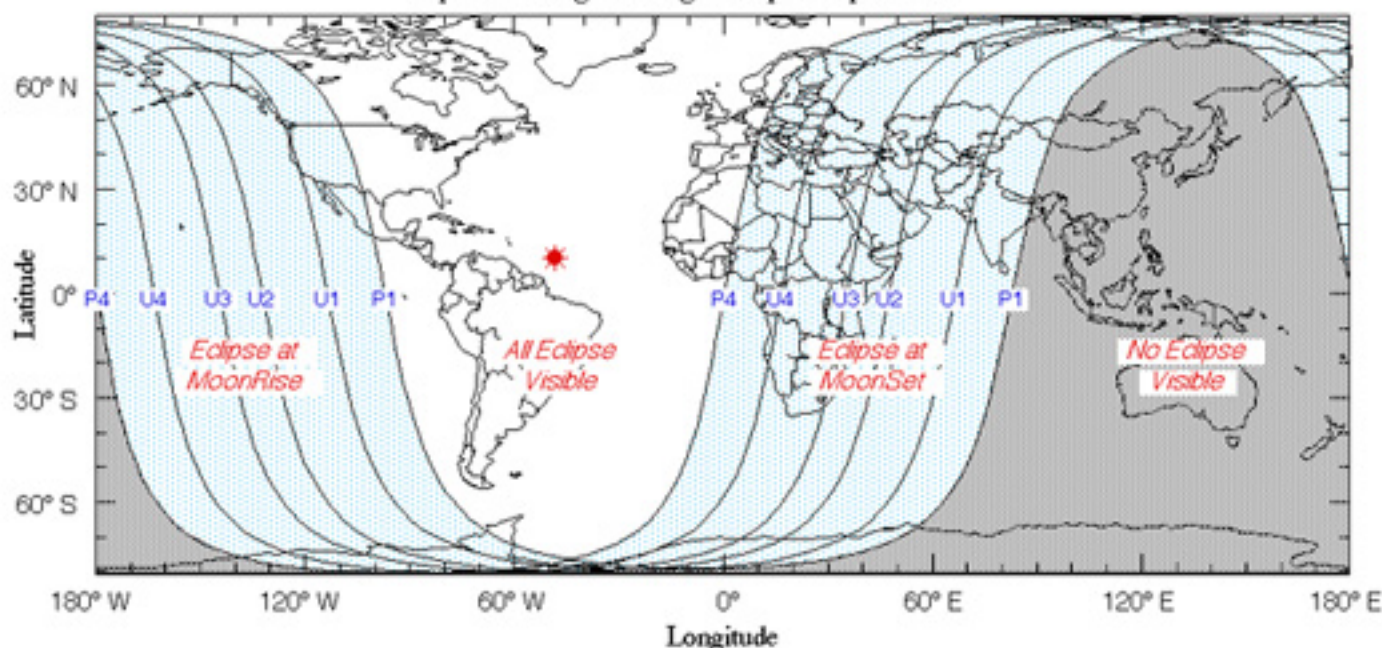 60° N
30° N
Latitude
0°
30° S
60° S
P4 U4 U3 U2 U1 P1 P4 U4 U3 U2 U1 P1
Eclipse at
MoonRise
All Eclipse
Visible
Eclipse at
MoonSet
No Eclipse
Visible
180° W 120° W 60° W 0° 60° E 120° E 180° E
Longitude